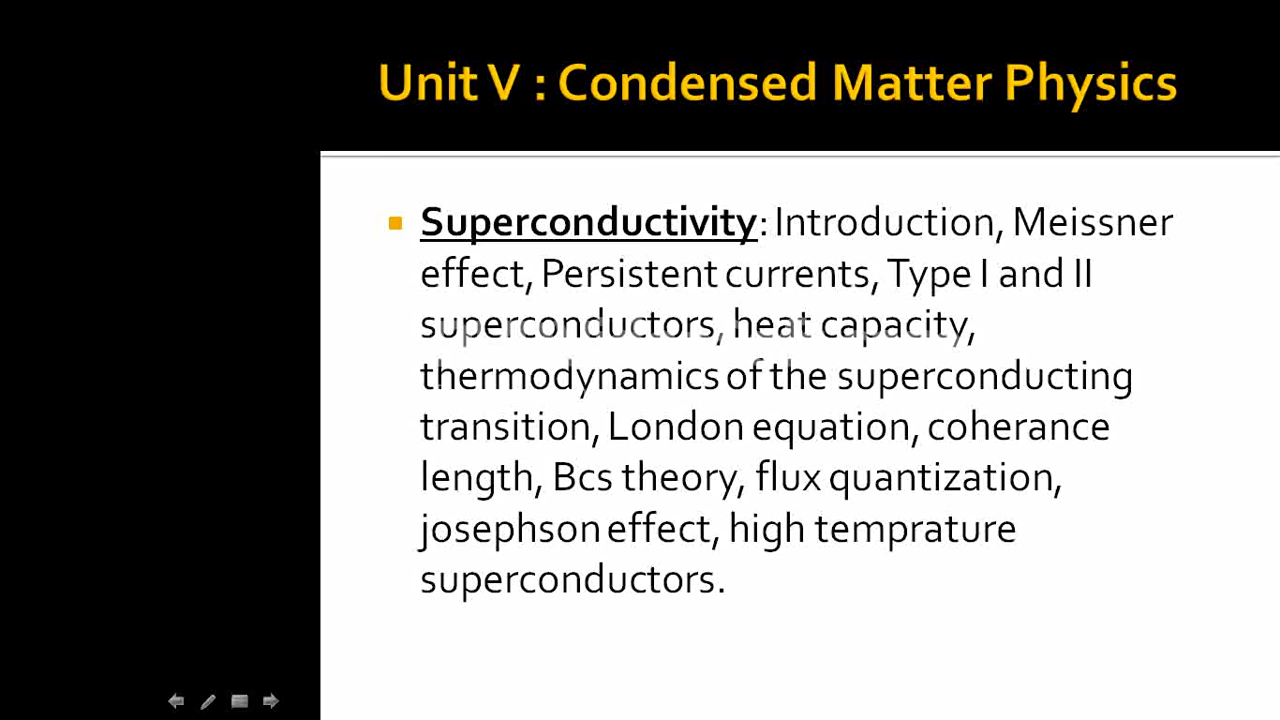 Unit V : Condensed Matter Physics
Superconductivity: Introduction, Meissner
effect, Persistent currents, Type I and II
superconductors, heat capacity,
thermodynamics of the superconducting
transition, London equation, coherance
length, Bcs theory, flux quantization,
josephson effect, high temprature
superconductors.